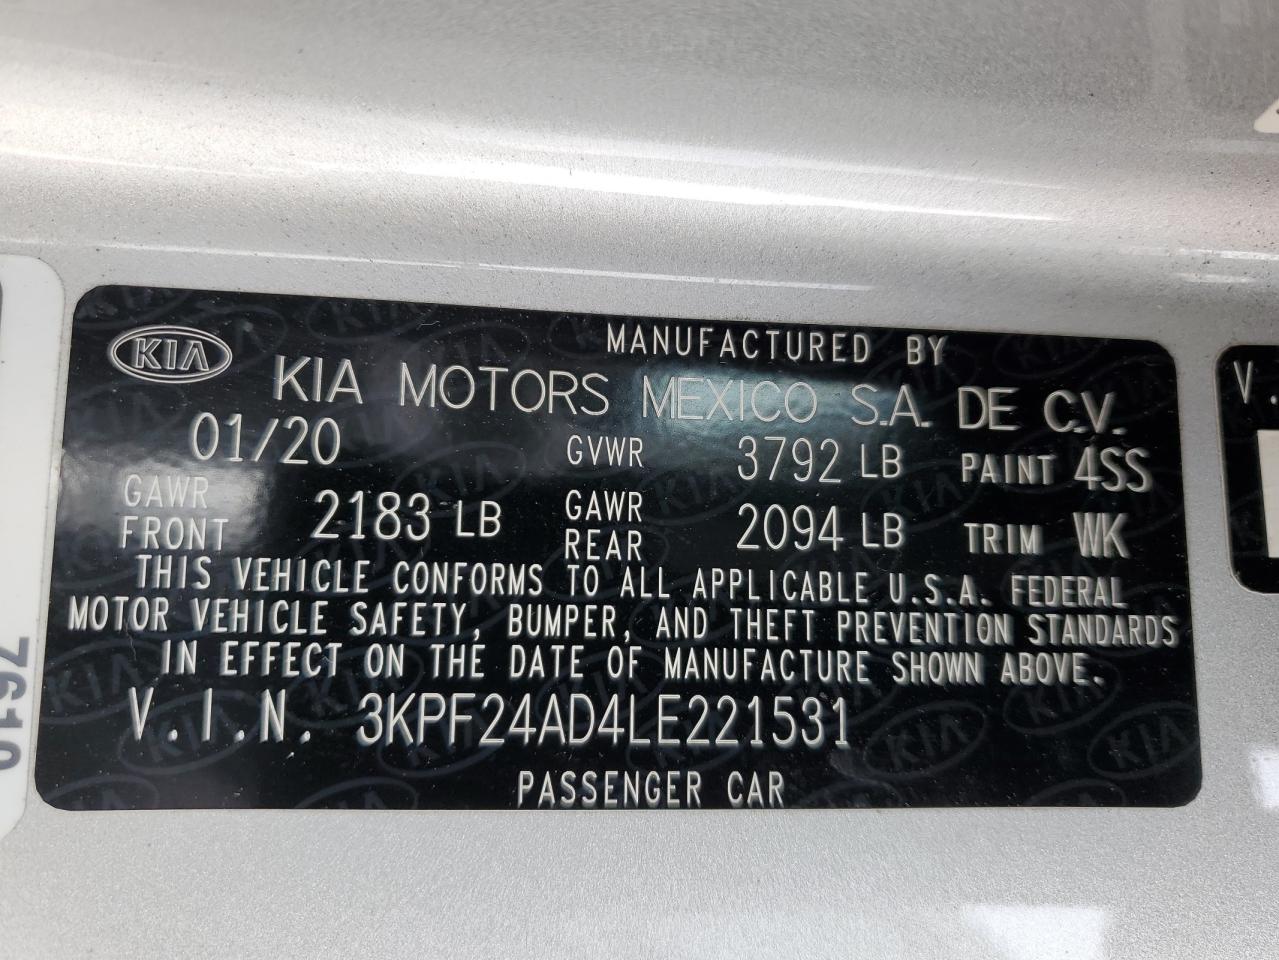 MANUFACTURED BY
KIA KIA MOTORS MEXICO S.A. DE C.V.
01/20 GVWR 3792 LB PAINT 4SS
GAWR FRONT 2183 LB GAWR REAR 2094 LB TRIM WK
THIS VEHICLE CONFORMS TO ALL APPLICABLE U.S.A. FEDERAL
MOTOR VEHICLE SAFETY, BUMPER, AND THEFT PREVENTION STANDARDS
IN EFFECT ON THE DATE OF MANUFACTURE SHOWN ABOVE.
V.I.N. 3KPF24AD4LE221531
PASSENGER CAR
V.